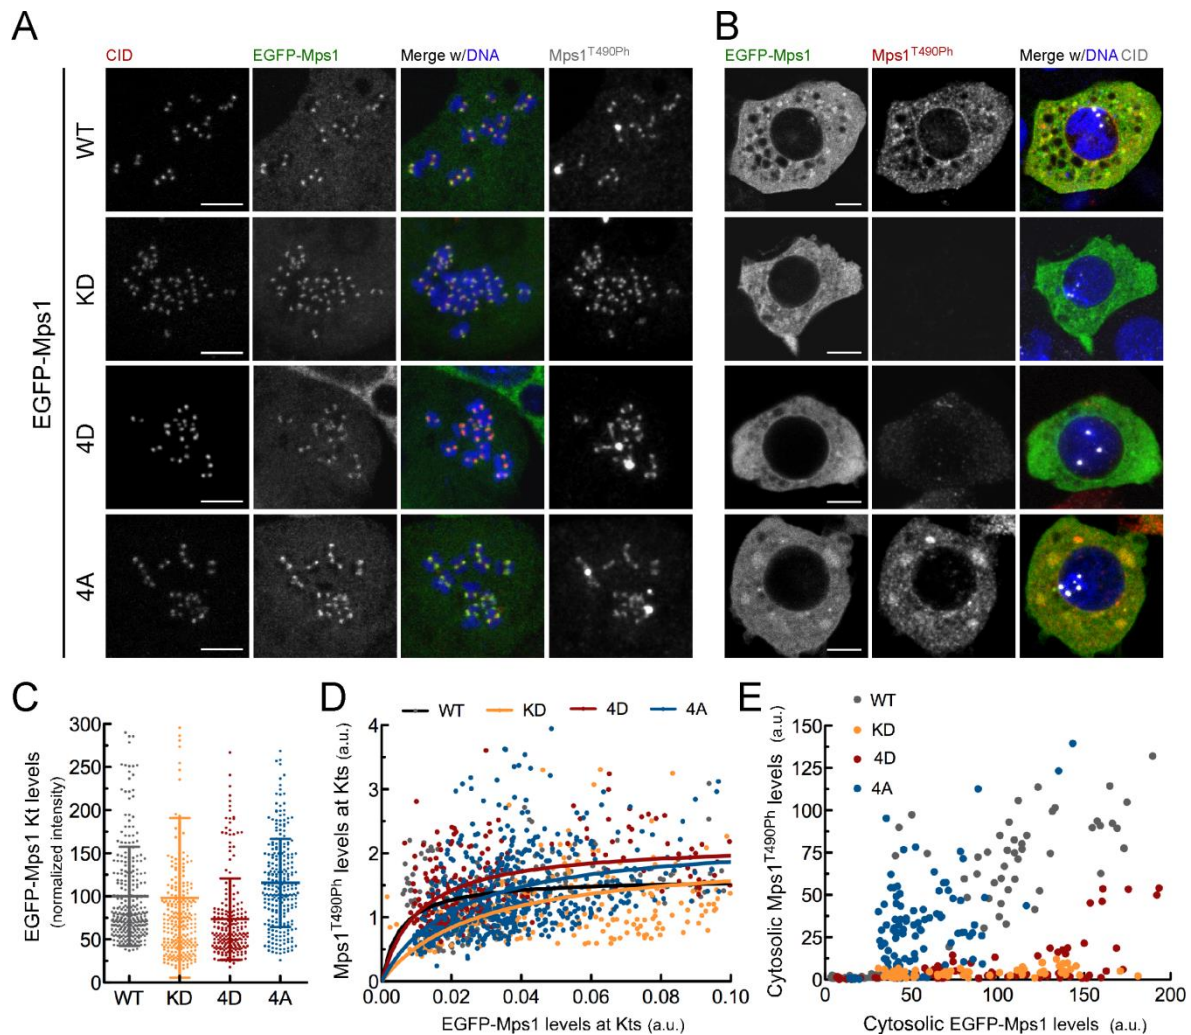 A
B
CID EGFP-Mps1 Merge w/DNA Mps1T490Ph
EGFP-Mps1 Mps1T490Ph Merge w/DNA CID
EGFP-Mps1
WT
KD
4D
4A
C
EGFP-Mps1 Kt levels
(normalized intensity)
300
250
200
150
100
50
0
WT KD 4D 4A
D
WT KD 4D 4A
Mps1T490Ph levels at Kts (a.u.)
4
3
2
1
0
0.00 0.02 0.04 0.06 0.08 0.10
EGFP-Mps1 levels at Kts (a.u.)
E
WT
KD
4D
4A
Cytosolic Mps1T490Ph levels (a.u.)
150
125
100
75
50
25
0
0 50 100 150 200
Cytosolic EGFP-Mps1 levels (a.u.)